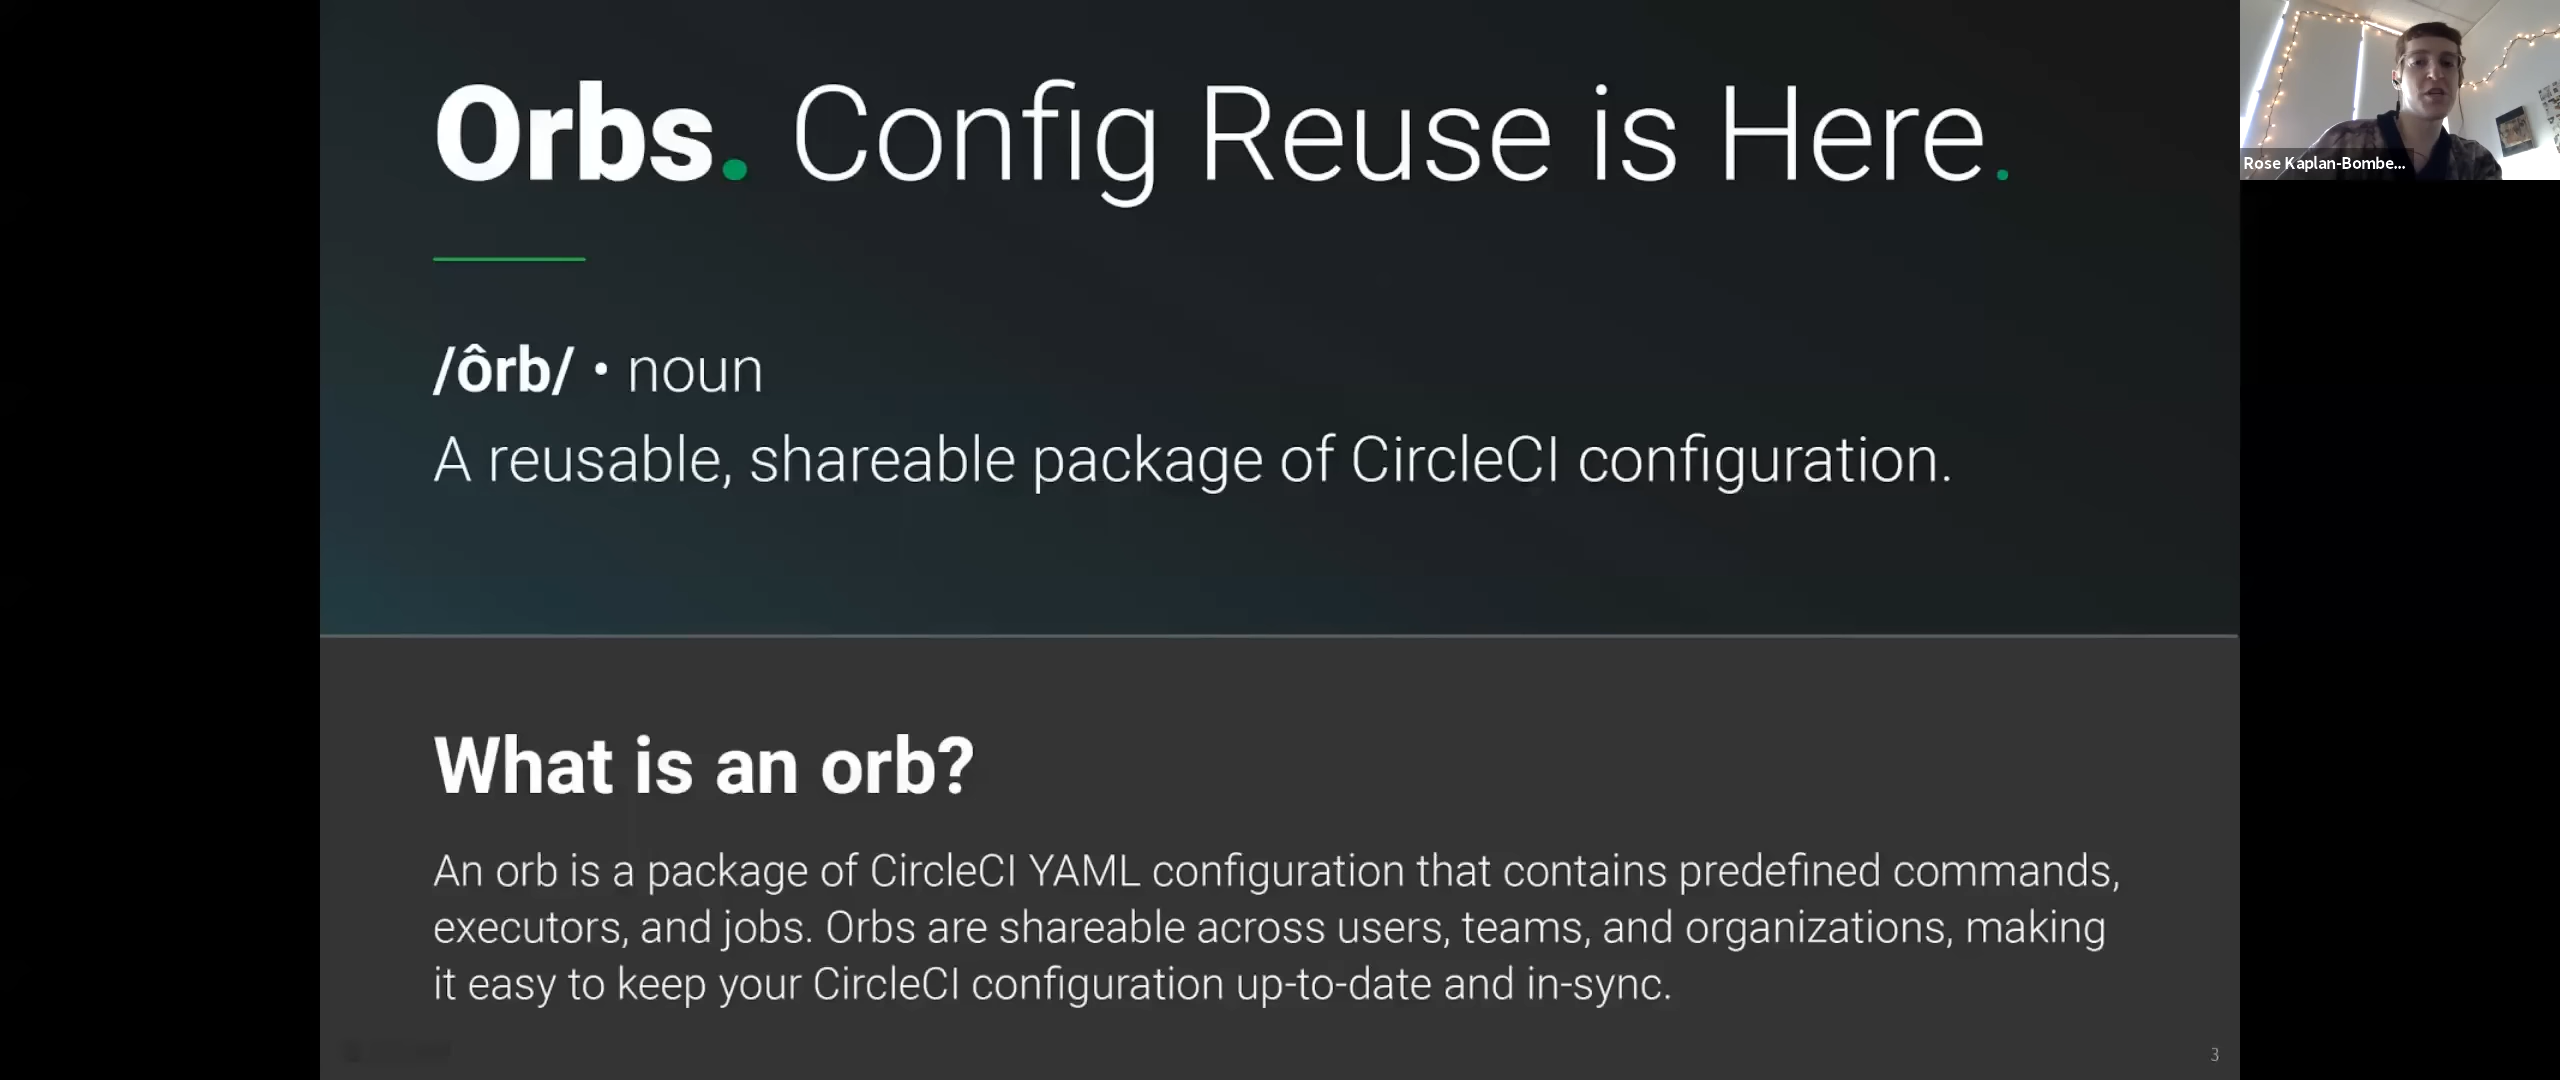 Orbs. Config Reuse is Here.
/ôrb/ • noun
A reusable, shareable package of CircleCI configuration.
What is an orb?
An orb is a package of CircleCI YAML configuration that contains predefined commands,
executors, and jobs. Orbs are shareable across users, teams, and organizations, making
it easy to keep your CircleCI configuration up-to-date and in-sync.
3
Rose Kaplan-Bombe...